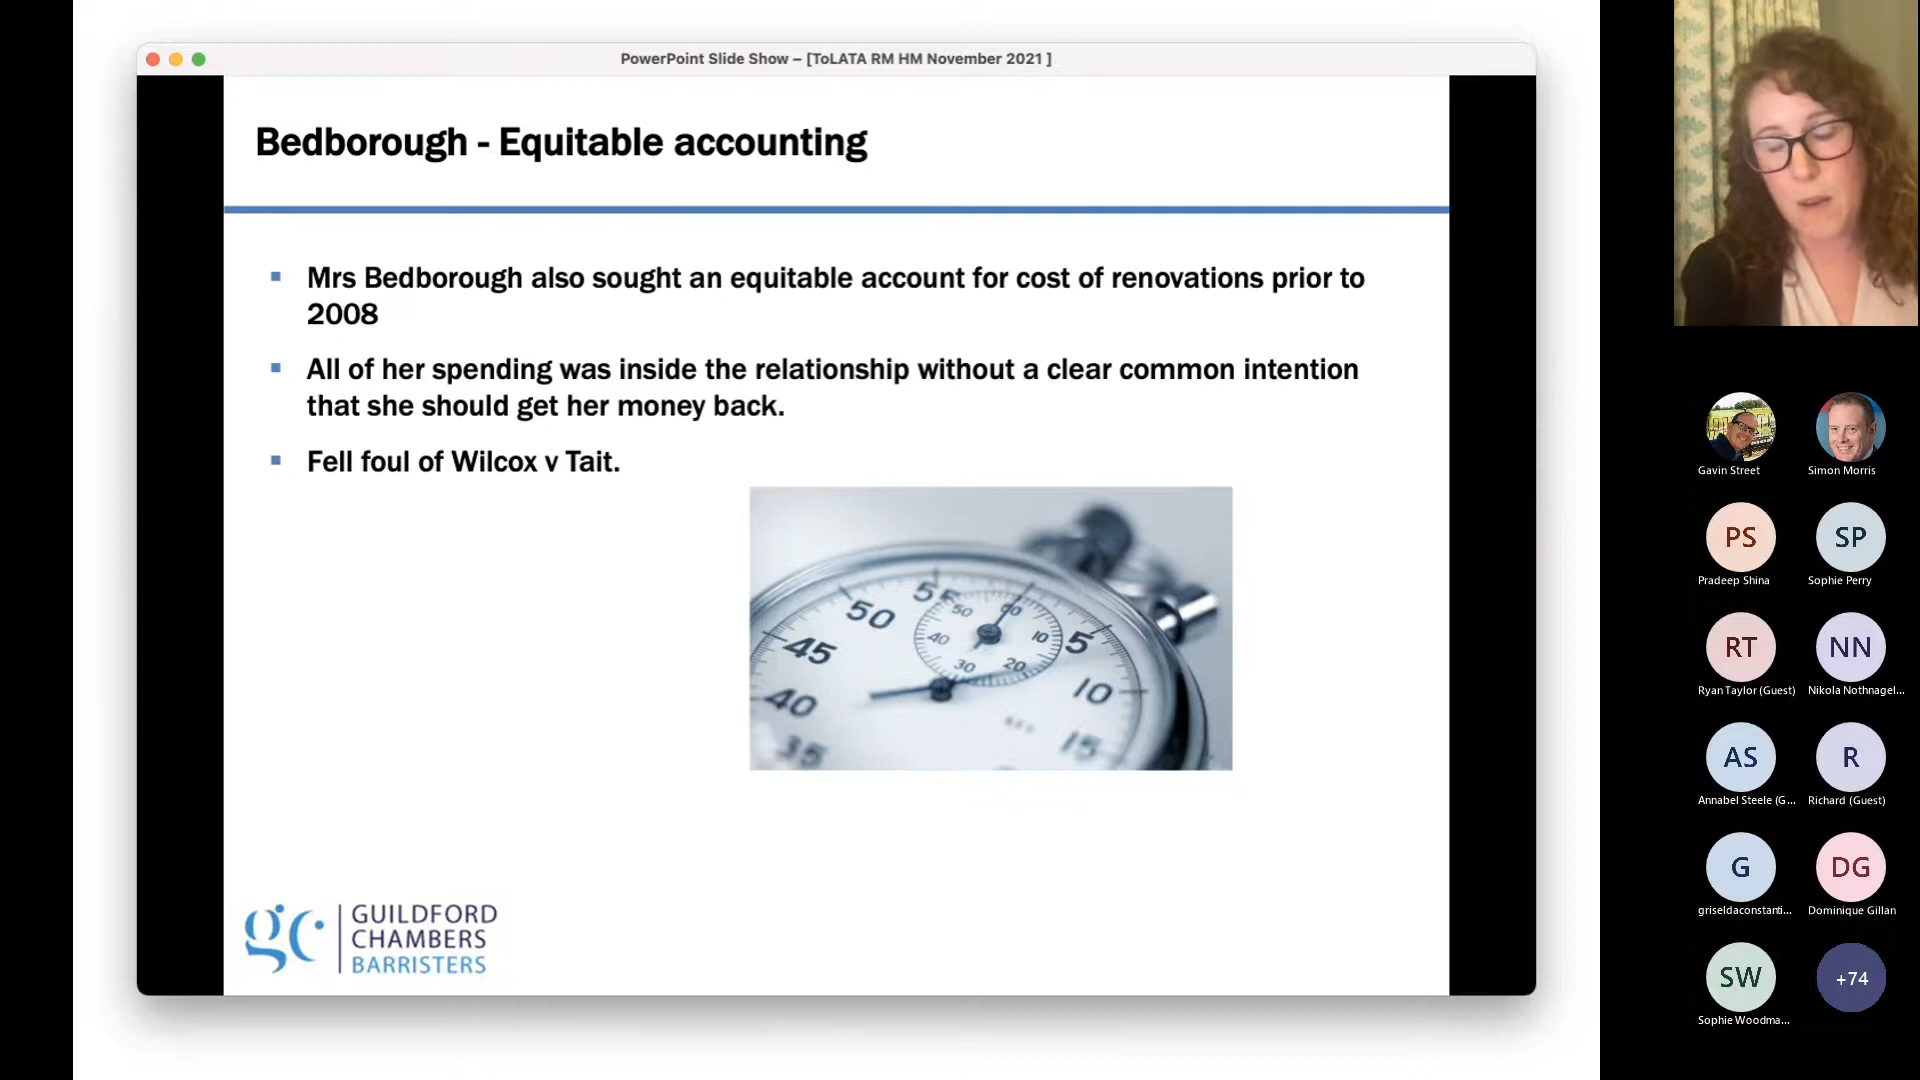 PowerPoint Slide Show – [ToLATA RM HM November 2021 ]
Bedborough - Equitable accounting
Mrs Bedborough also sought an equitable account for cost of renovations prior to
2008
All of her spending was inside the relationship without a clear common intention
that she should get her money back.
Fell foul of Wilcox v Tait.
55
50
45
40
35
5
10
15
60
50
40
30
20
10
gc
GUILDFORD
CHAMBERS
BARRISTERS
Gavin Street
Simon Morris
PS
SP
Pradeep Shina
Sophie Perry
RT
NN
Ryan Taylor (Guest)
Nikola Nothnagel...
AS
R
Annabel Steele (G...
Richard (Guest)
G
DG
griseldaconstanti...
Dominique Gillan
SW
+74
Sophie Woodma...